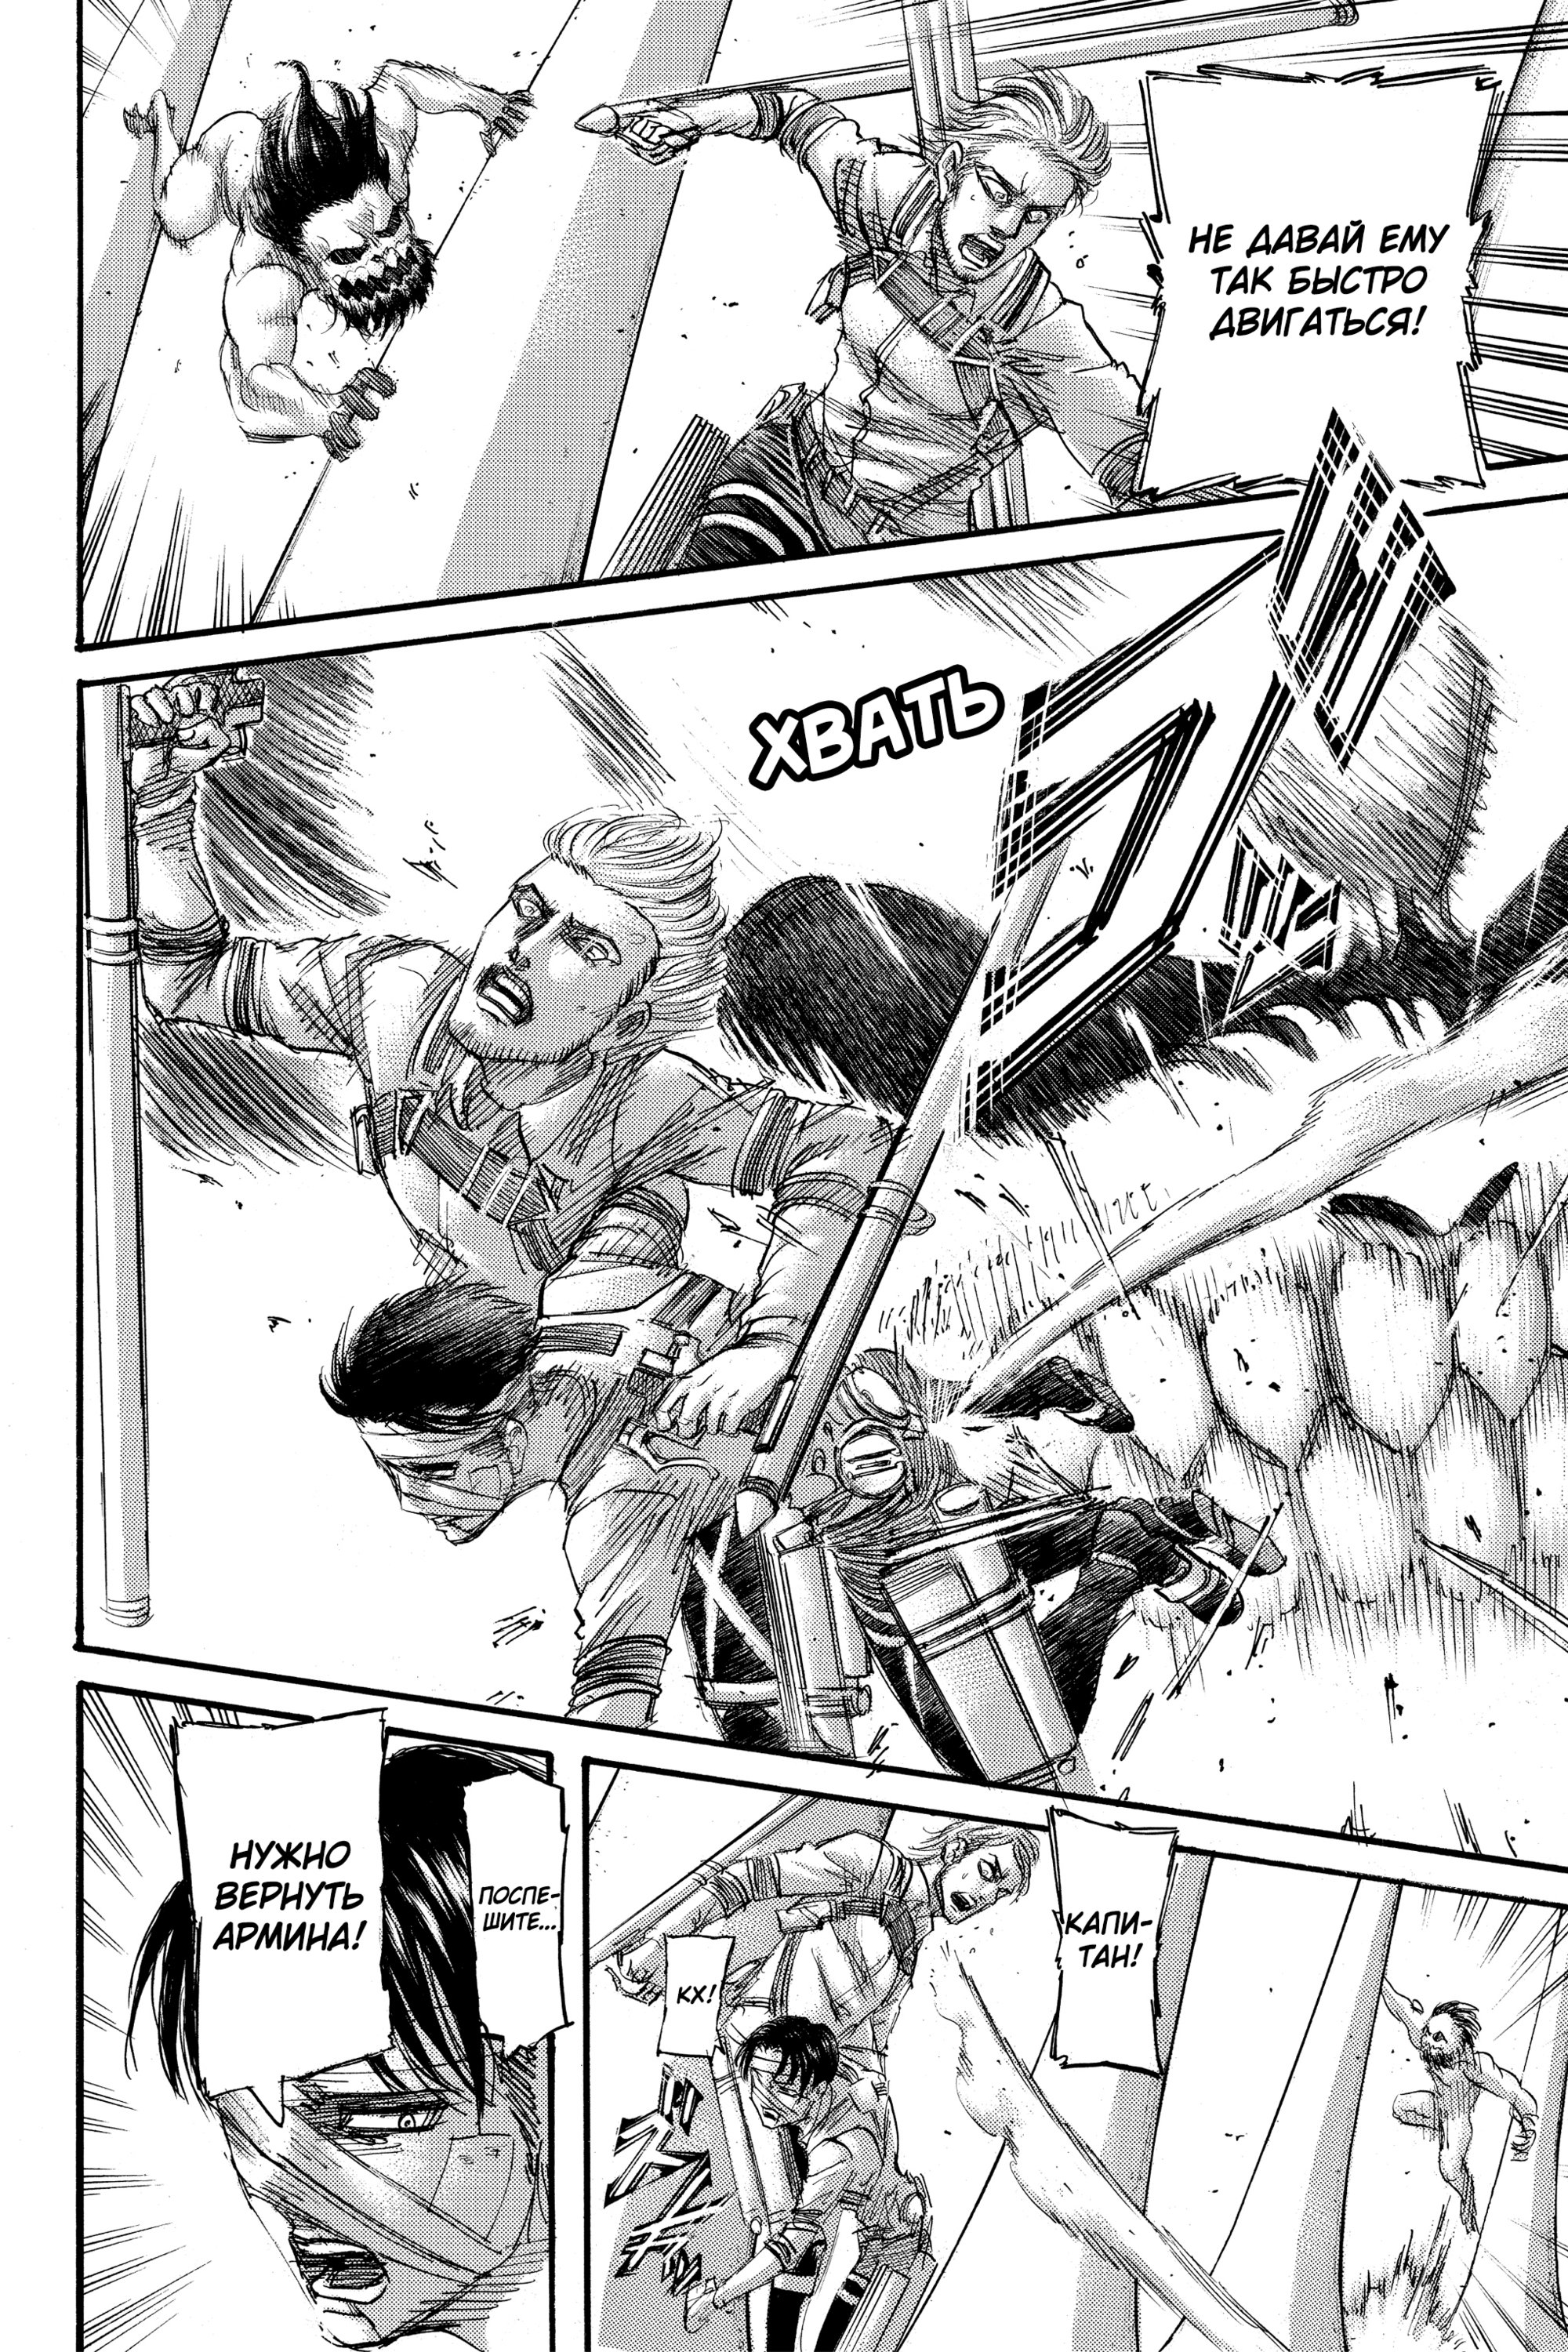 НЕ ДАВАЙ ЕМУ
ТАК БЫСТРО
ДВИГАТЬСЯ!
ХВАТЬ
КАПИ-
ТАН!
КХ!
ПОСПЕ-
ШИТЕ...
НУЖНО
ВЕРНУТЬ
АРМИНА!